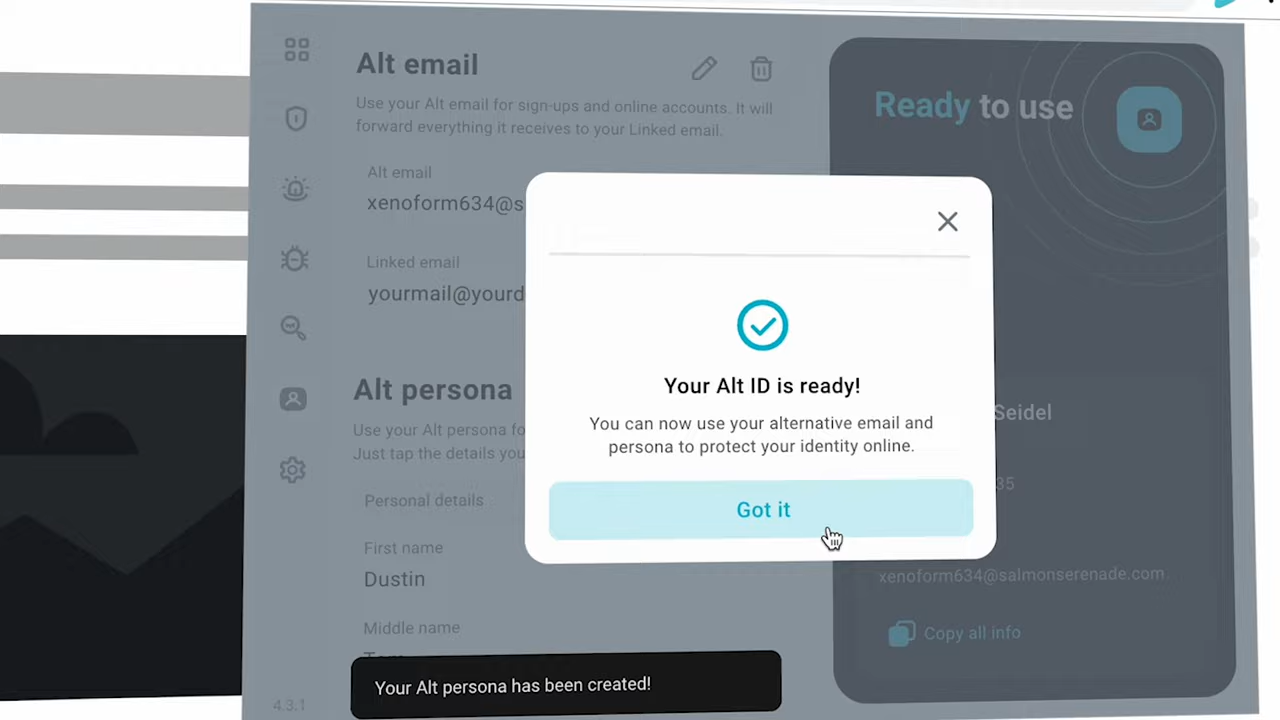 Alt email
Use your Alt email for sign-ups and online accounts. It will
forward everything it receives to your Linked email.
Alt email
xenoform634@s
Linked email
yourmail@yourd
Alt persona
Use your Alt persona fo
Just tap the details you
Personal details
First name
Dustin
Middle name
4.3.1
Ready to use
Seidel
35
xenoform634@salmonserenade.com
Copy all info
Your Alt ID is ready!
You can now use your alternative email and
persona to protect your identity online.
Got it
Your Alt persona has been created!